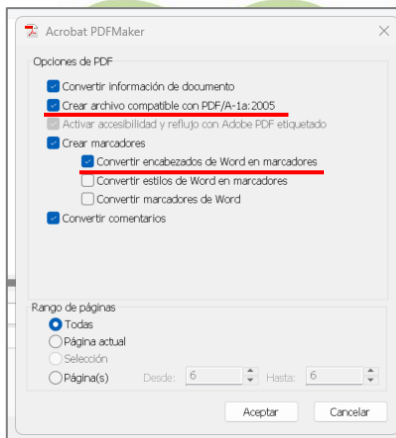 Acrobat PDFMaker
Opciones de PDF
Convertir información de documento
Crear archivo compatible con PDF/A-1a:2005
Activar accesibilidad y reflujo con Adobe PDF etiquetado
Crear marcadores
Convertir encabezados de Word en marcadores
Convertir estilos de Word en marcadores
Convertir marcadores de Word
Convertir comentarios
Rango de páginas
Todas
Página actual
Selección
Página(s) Desde: 6 Hasta: 6
Aceptar Cancelar